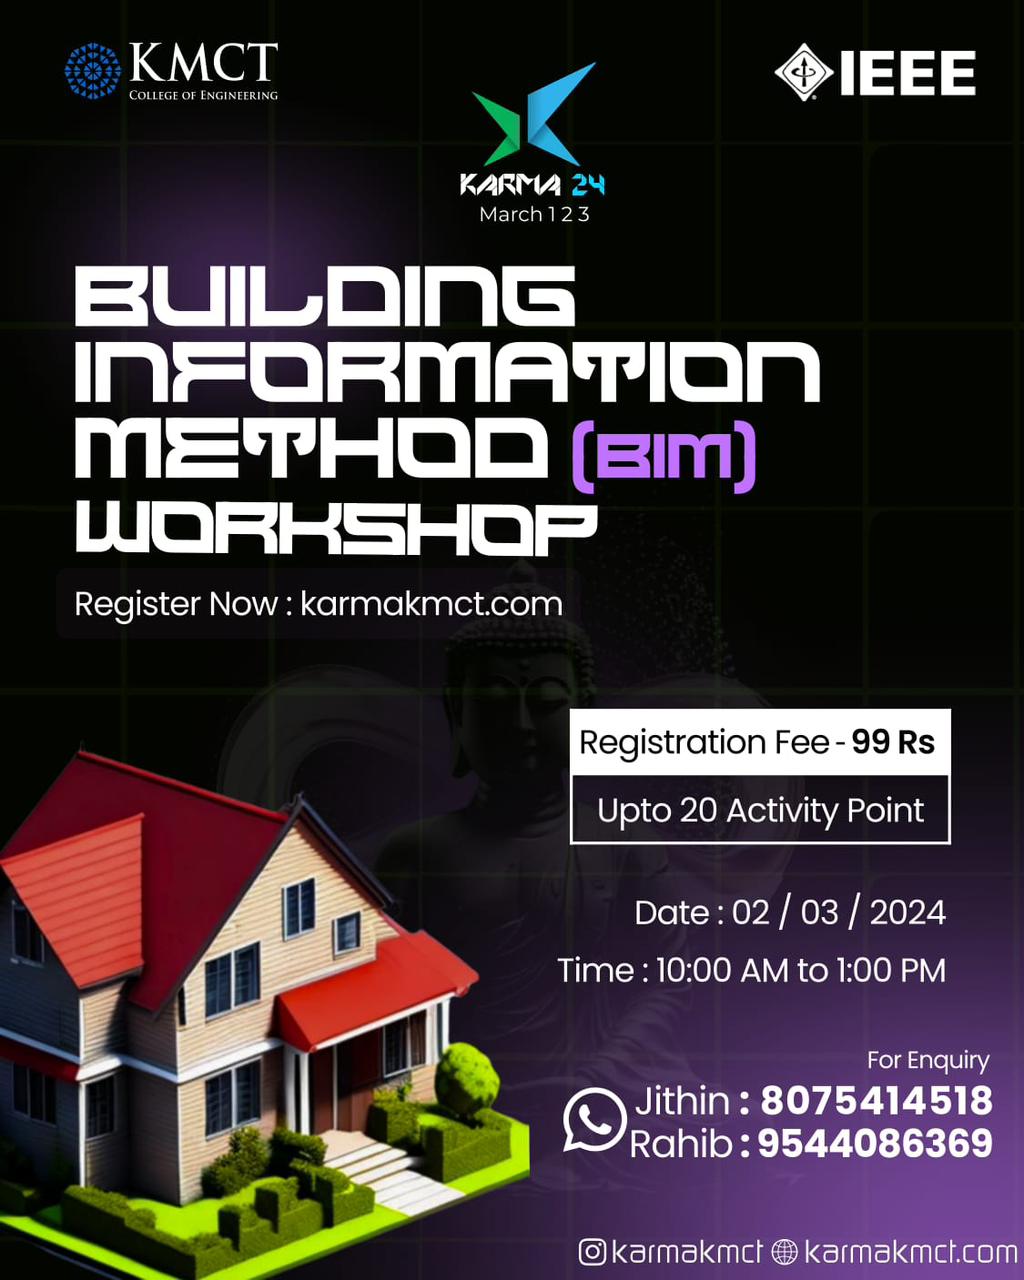 KMCT
COLLEGE OF ENGINEERING
IEEE
KARMA 24
March 1 2 3
BUILDING
INFORMATION
METHOD (BIM)
WORKSHOP
Register Now : karmakmct.com
Registration Fee - 99 Rs
Upto 20 Activity Point
Date : 02 / 03 / 2024
Time : 10:00 AM to 1:00 PM
For Enquiry
Jithin : 8075414518
Rahib : 9544086369
karmakmct karmakmct.com